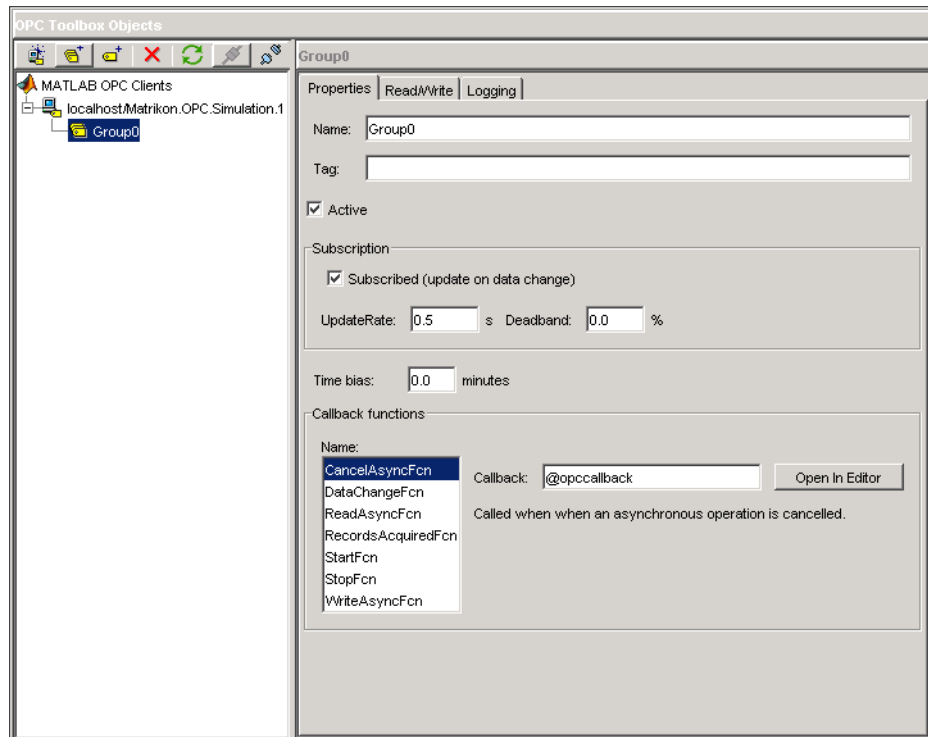 OPC Toolbox Objects
Group0
MATLAB OPC Clients
localhost/Matrikon.OPC.Simulation.1
Group0
Properties Read/Write Logging
Name: Group0
Tag:
Active
Subscription
Subscribed (update on data change)
UpdateRate: 0.5 s Deadband: 0.0 %
Time bias: 0.0 minutes
Callback functions
Name:
CancelAsyncFcn
DataChangeFcn
ReadAsyncFcn
RecordsAcquiredFcn
StartFcn
StopFcn
WriteAsyncFcn
Callback: @opccallback Open In Editor
Called when when an asynchronous operation is cancelled.